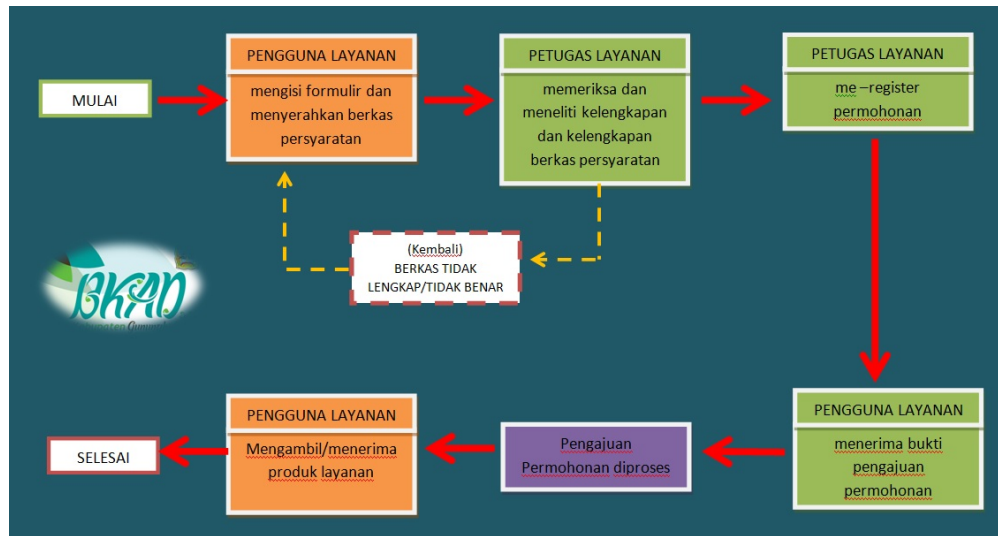 MULAI
PENGGUNA LAYANAN
mengisi formulir dan
menyerahkan berkas
persyaratan
PETUGAS LAYANAN
memeriksa dan
meneliti kelengkapan
dan kelengkapan
berkas persyaratan
PETUGAS LAYANAN
me –register
permohonan
(Kembali)
BERKAS TIDAK
LENGKAP/TIDAK BENAR
BKAD
PENGGUNA LAYANAN
menerima bukti
pengajuan
permohonan
Pengajuan
Permohonan diproses
PENGGUNA LAYANAN
Mengambil/menerima
produk layanan
SELESAI